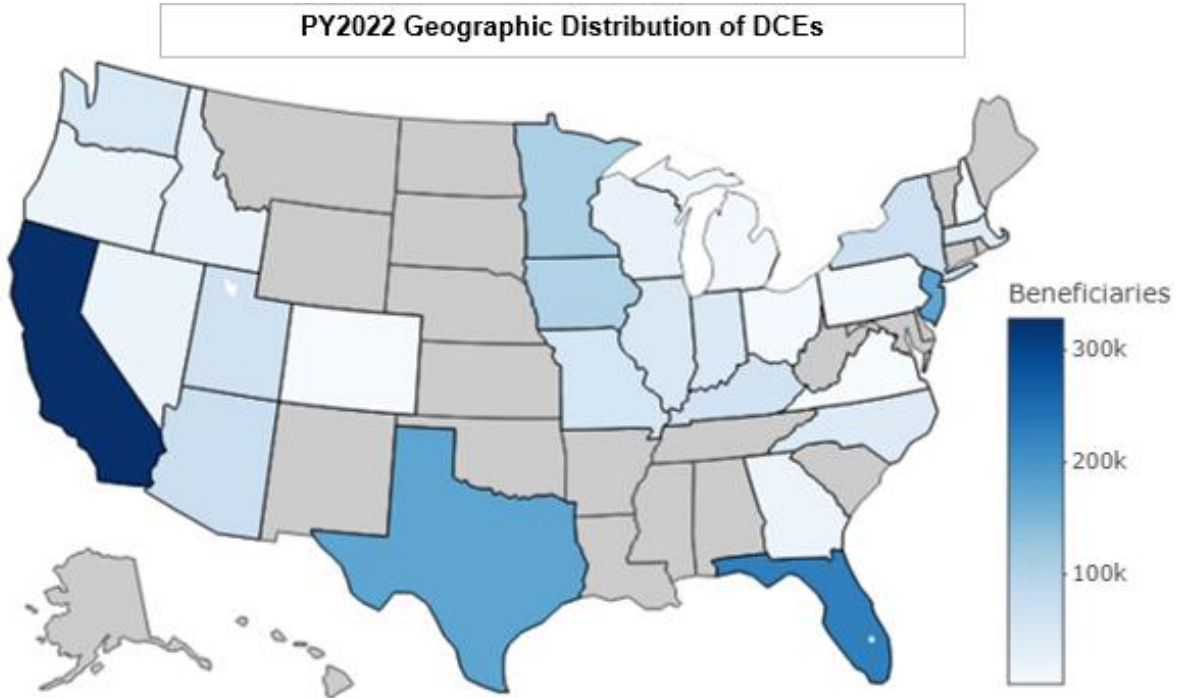 PY2022 Geographic Distribution of DCEs
Beneficiaries
300k
200k
100k